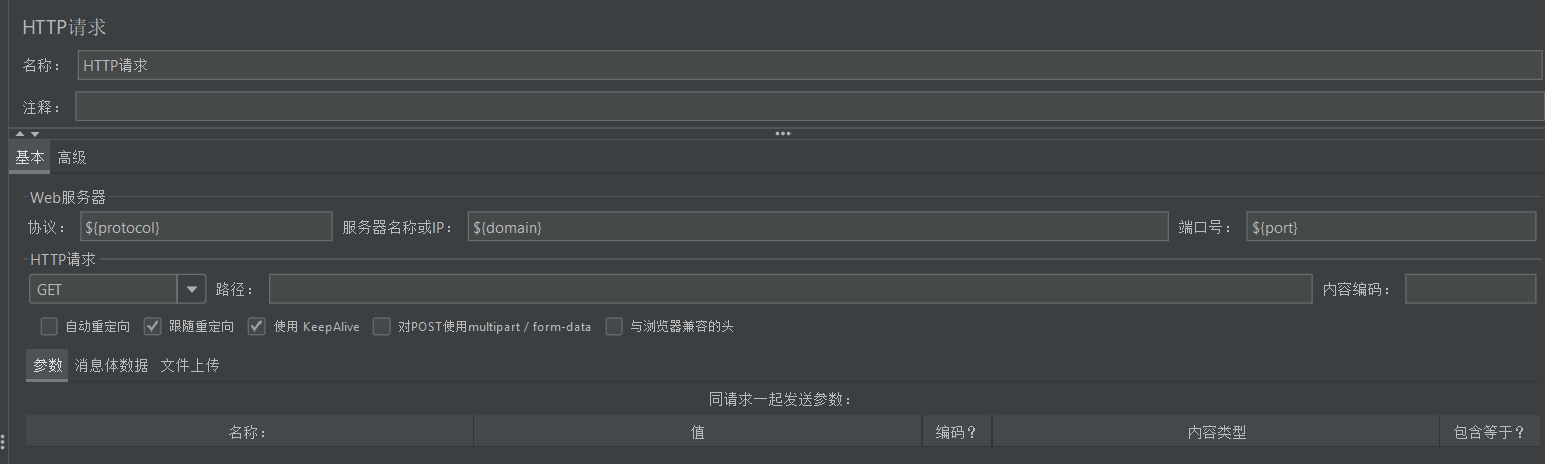 HTTP请求
名称： HTTP请求
注释：
基本 高级
Web服务器
协议： ${protocol} 服务器名称或IP： ${domain} 端口号： ${port}
HTTP请求
GET 路径： 内容编码：
自动重定向 跟随重定向 使用 KeepAlive 对POST使用multipart / form-data 与浏览器兼容的头
参数 消息体数据 文件上传
同请求一起发送参数：
名称： 值 编码？ 内容类型 包含等于？